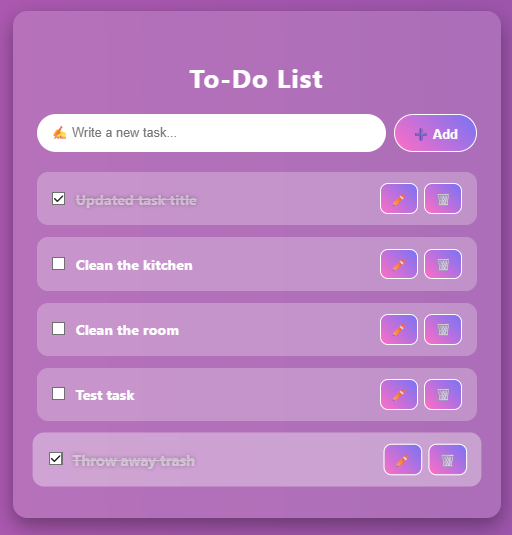 To-Do List
✍️ Write a new task...
➕ Add
Updated task title
Clean the kitchen
Clean the room
Test task
Throw away trash